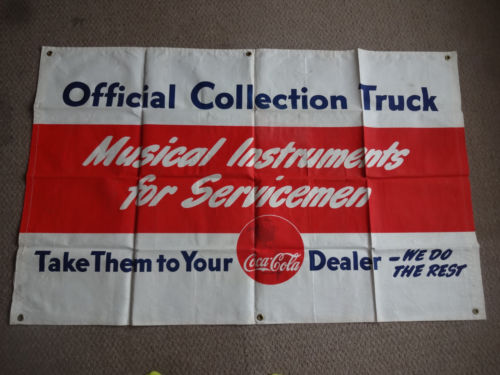 Official Collection Truck
Musical Instruments
for Servicemen
Take Them to Your Coca-Cola Dealer - WE DO
THE REST